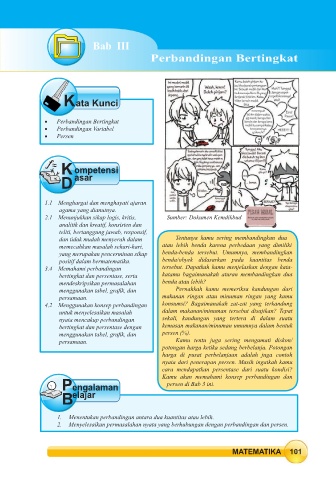 Bab III
Perbandingan Bertingkat
Kata Kunci
• Perbandingan Bertingkat
• Perbandingan Variabel
• Persen
Kompetensi
Dasar
1.1 Menghargai dan menghayati ajaran
agama yang dianutnya.
2.1 Menunjukkan sikap logis, kritis,
analitik dan kreatif, konsisten dan
teliti, bertanggung jawab, responsif,
dan tidak mudah menyerah dalam
memecahkan masalah sehari-hari,
yang merupakan pencerminan sikap
positif dalam bermatematika.
3.4 Memahami perbandingan
bertingkat dan persentase, serta
mendeskripsikan permasalahan
menggunakan tabel, grafik, dan
persamaan.
4.2 Menggunakan konsep perbandingan
untuk menyelesaikan masalah
nyata mencakup perbandingan
bertingkat dan persentase dengan
menggunakan tabel, grafik, dan
persamaan.
Sumber: Dokumen Kemdikbud
Tentunya kamu sering membandingkan dua
atau lebih benda karena perbedaan yang dimiliki
benda-benda tersebut. Umumnya, membandingkan
benda/objek didasarkan pada kuantitas benda
tersebut. Dapatkah kamu menjelaskan dengan kata-
katamu bagaimanakah aturan membandingkan dua
benda atau lebih?
Pernahkah kamu memeriksa kandungan dari
makanan ringan atau minuman ringan yang kamu
konsumsi? Bagaimanakah zat-zat yang terkandung
dalam makanan/minuman tersebut disajikan? Tepat
sekali, kandungan yang tertera di dalam suatu
kemasan makanan/minuman umumnya dalam bentuk
persen (%).
Kamu tentu juga sering mengamati diskon/
potongan harga ketika sedang berbelanja. Potongan
harga di pusat perbelanjaan adalah juga contoh
nyata dari penerapan persen. Masih ingatkah kamu
cara mendapatkan persentase dari suatu kondisi?
Kamu akan memahami konsep perbandingan dan
persen di Bab 3 ini.
Pengalaman
Belajar
1. Menentukan perbandingan antara dua kuantitas atau lebih.
2. Menyelesaikan permasalahan nyata yang berhubungan dengan perbandingan dan persen.
MATEMATIKA 101